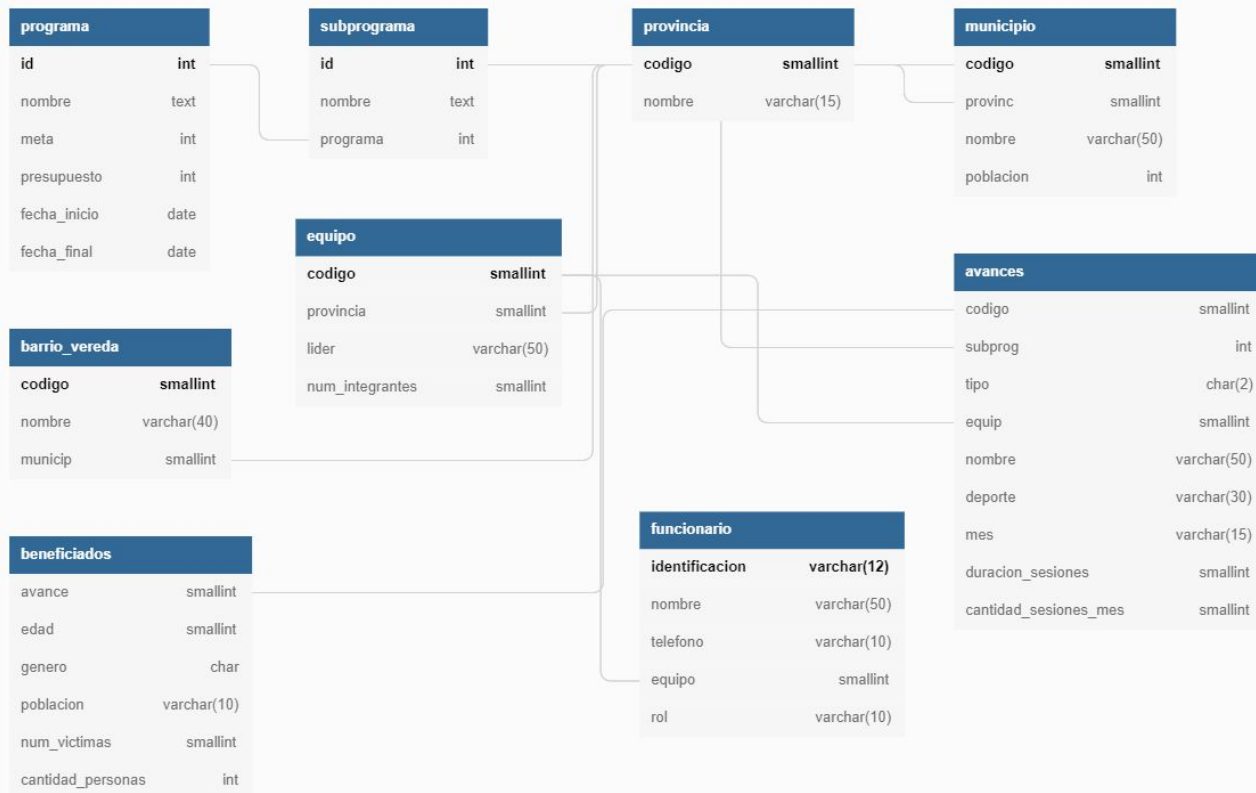 programa
id int
nombre text
meta int
presupuesto int
fecha_inicio date
fecha_final date
subprograma
id int
nombre text
programa int
provincia
codigo smallint
nombre varchar(15)
municipio
codigo smallint
provinc smallint
nombre varchar(50)
poblacion int
equipo
codigo smallint
provincia smallint
lider varchar(50)
num_integrantes smallint
avances
codigo smallint
subprog int
tipo char(2)
equip smallint
nombre varchar(50)
deporte varchar(30)
mes varchar(15)
duracion_sesiones smallint
cantidad_sesiones_mes smallint
barrio_vereda
codigo smallint
nombre varchar(40)
municip smallint
beneficiados
avance smallint
edad smallint
genero char
poblacion varchar(10)
num_victimas smallint
cantidad_personas int
funcionario
identificacion varchar(12)
nombre varchar(50)
telefono varchar(10)
equipo smallint
rol varchar(10)